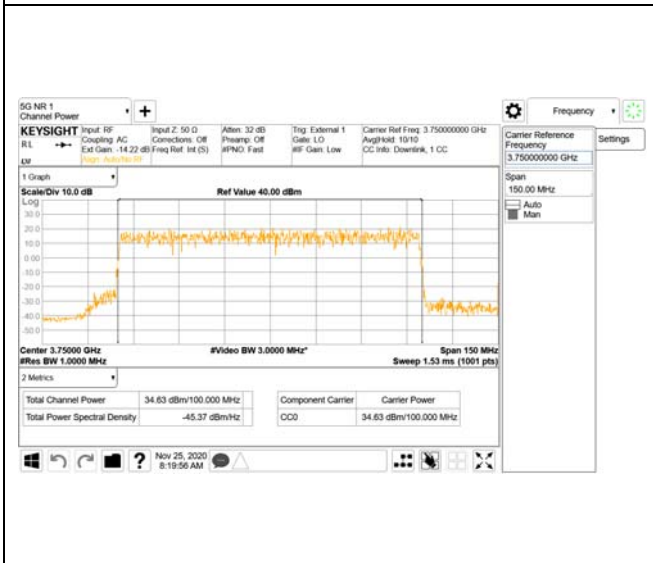 5G NR 1
Channel Power
Frequency
KEYSIGHT
RL
Input: RF
Coupling: AC
Ext Gain: -14.22 dB
Align: Auto/No RF
Input Z: 50 Ω
Corrections: Off
Freq Ref: Int (S)
Atten: 32 dB
Preamp: Off
#PNO: Fast
Trig: External 1
Gate: LO
#IF Gain: Low
Carrier Ref Freq: 3.750000000 GHz
Avg|Hold: 10/10
CC Info: Downlink, 1 CC
Carrier Reference
Frequency
3.750000000 GHz
Settings
Span
150.00 MHz
Auto
Man
1 Graph
Scale/Div 10.0 dB
Ref Value 40.00 dBm
Log
30.0
20.0
10.0
0.00
-10.0
-20.0
-30.0
-40.0
-50.0
Center 3.75000 GHz
#Video BW 3.0000 MHz*
Span 150 MHz
#Res BW 1.0000 MHz
Sweep 1.53 ms (1001 pts)
2 Metrics
Total Channel Power 34.63 dBm/100.000 MHz
Total Power Spectral Density -45.37 dBm/Hz
Component Carrier Carrier Power
CC0 34.63 dBm/100.000 MHz
Nov 25, 2020
8:19:56 AM